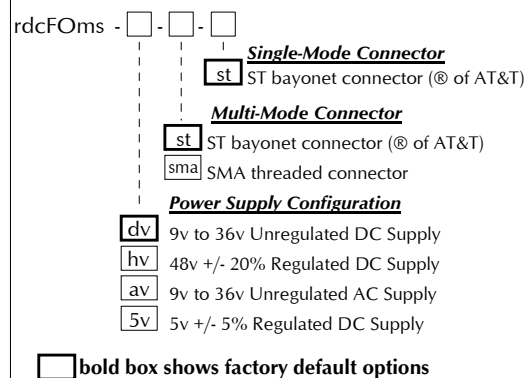 rdcFOms - - -
Single-Mode Connector
st ST bayonet connector (® of AT&T)
Multi-Mode Connector
st ST bayonet connector (® of AT&T)
sma SMA threaded connector
Power Supply Configuration
dv 9v to 36v Unregulated DC Supply
hv 48v +/- 20% Regulated DC Supply
av 9v to 36v Unregulated AC Supply
5v 5v +/- 5% Regulated DC Supply
bold box shows factory default options